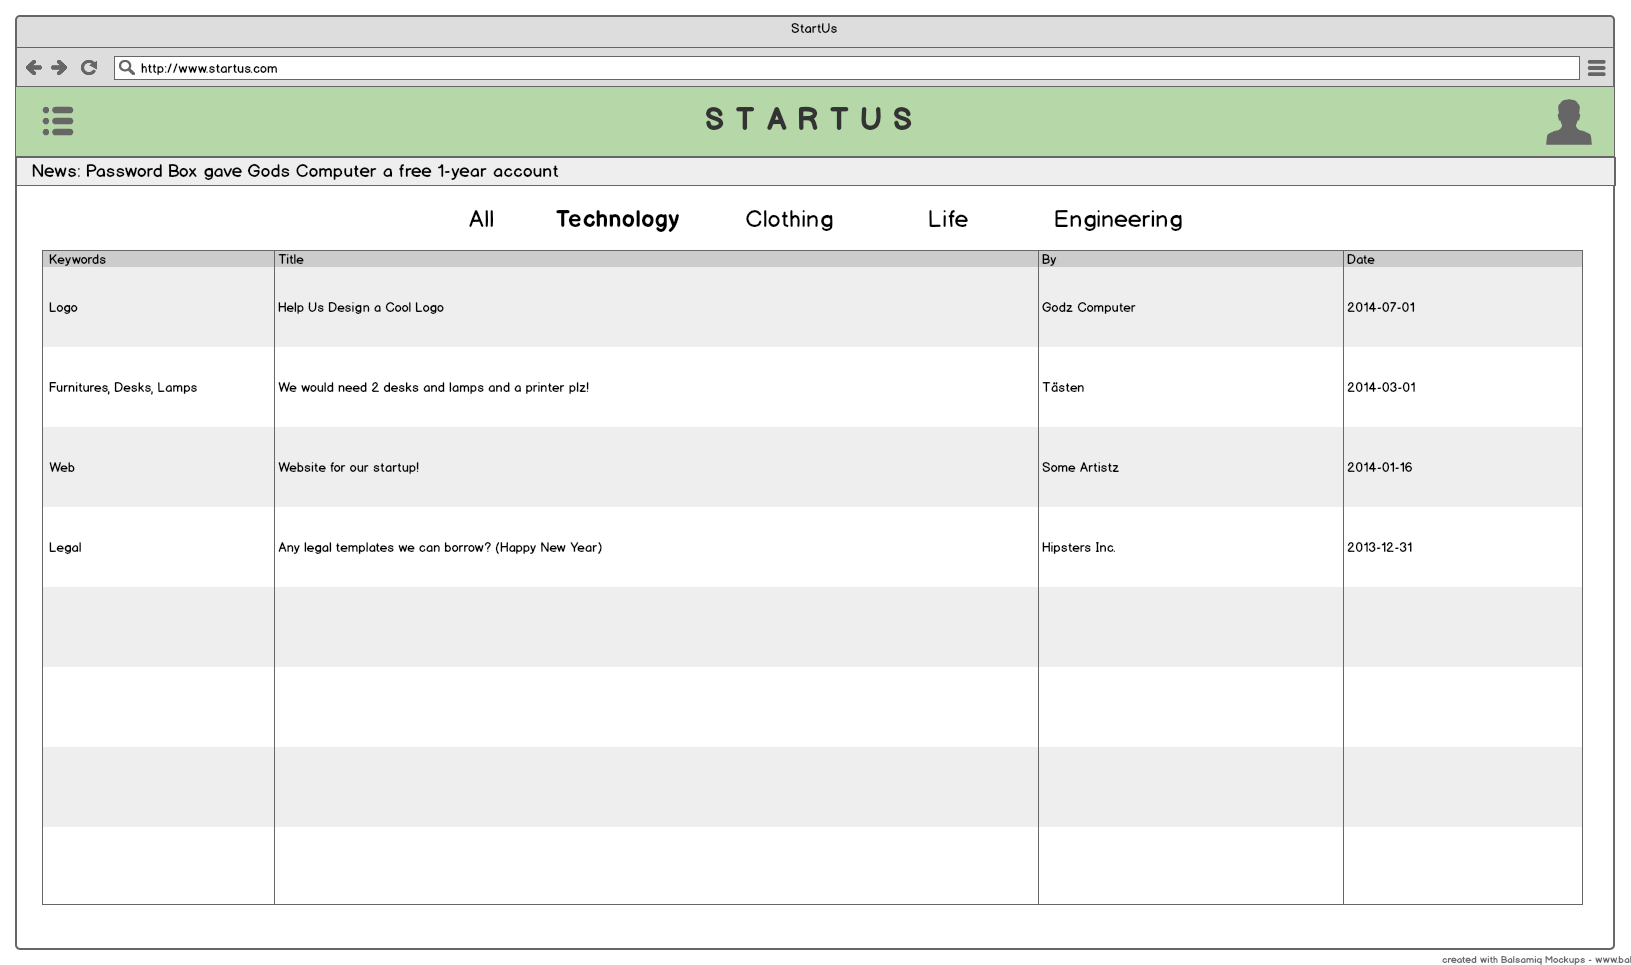 StartUs
http://www.startus.com
STARTUS
News: Password Box gave Gods Computer a free 1-year account
All Technology Clothing Life Engineering
Keywords Title By Date
Logo Help Us Design a Cool Logo Godz Computer 2014-07-01
Furnitures, Desks, Lamps We would need 2 desks and lamps and a printer plz! Tästen 2014-03-01
Web Website for our startup! Some Artistz 2014-01-16
Legal Any legal templates we can borrow? (Happy New Year) Hipsters Inc. 2013-12-31
created with Balsamiq Mockups - www.bal